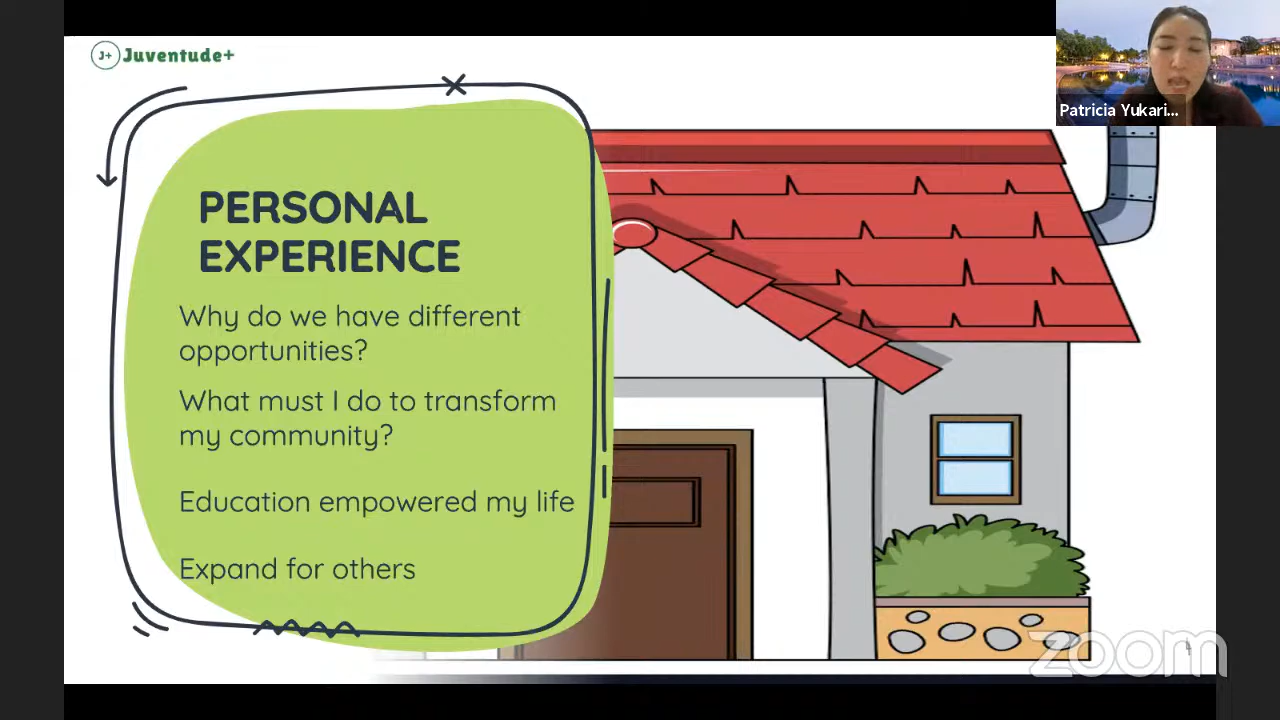 J+ Juventude+
Patricia Yukari...
PERSONAL
EXPERIENCE
Why do we have different
opportunities?
What must I do to transform
my community?
Education empowered my life
Expand for others
zoom